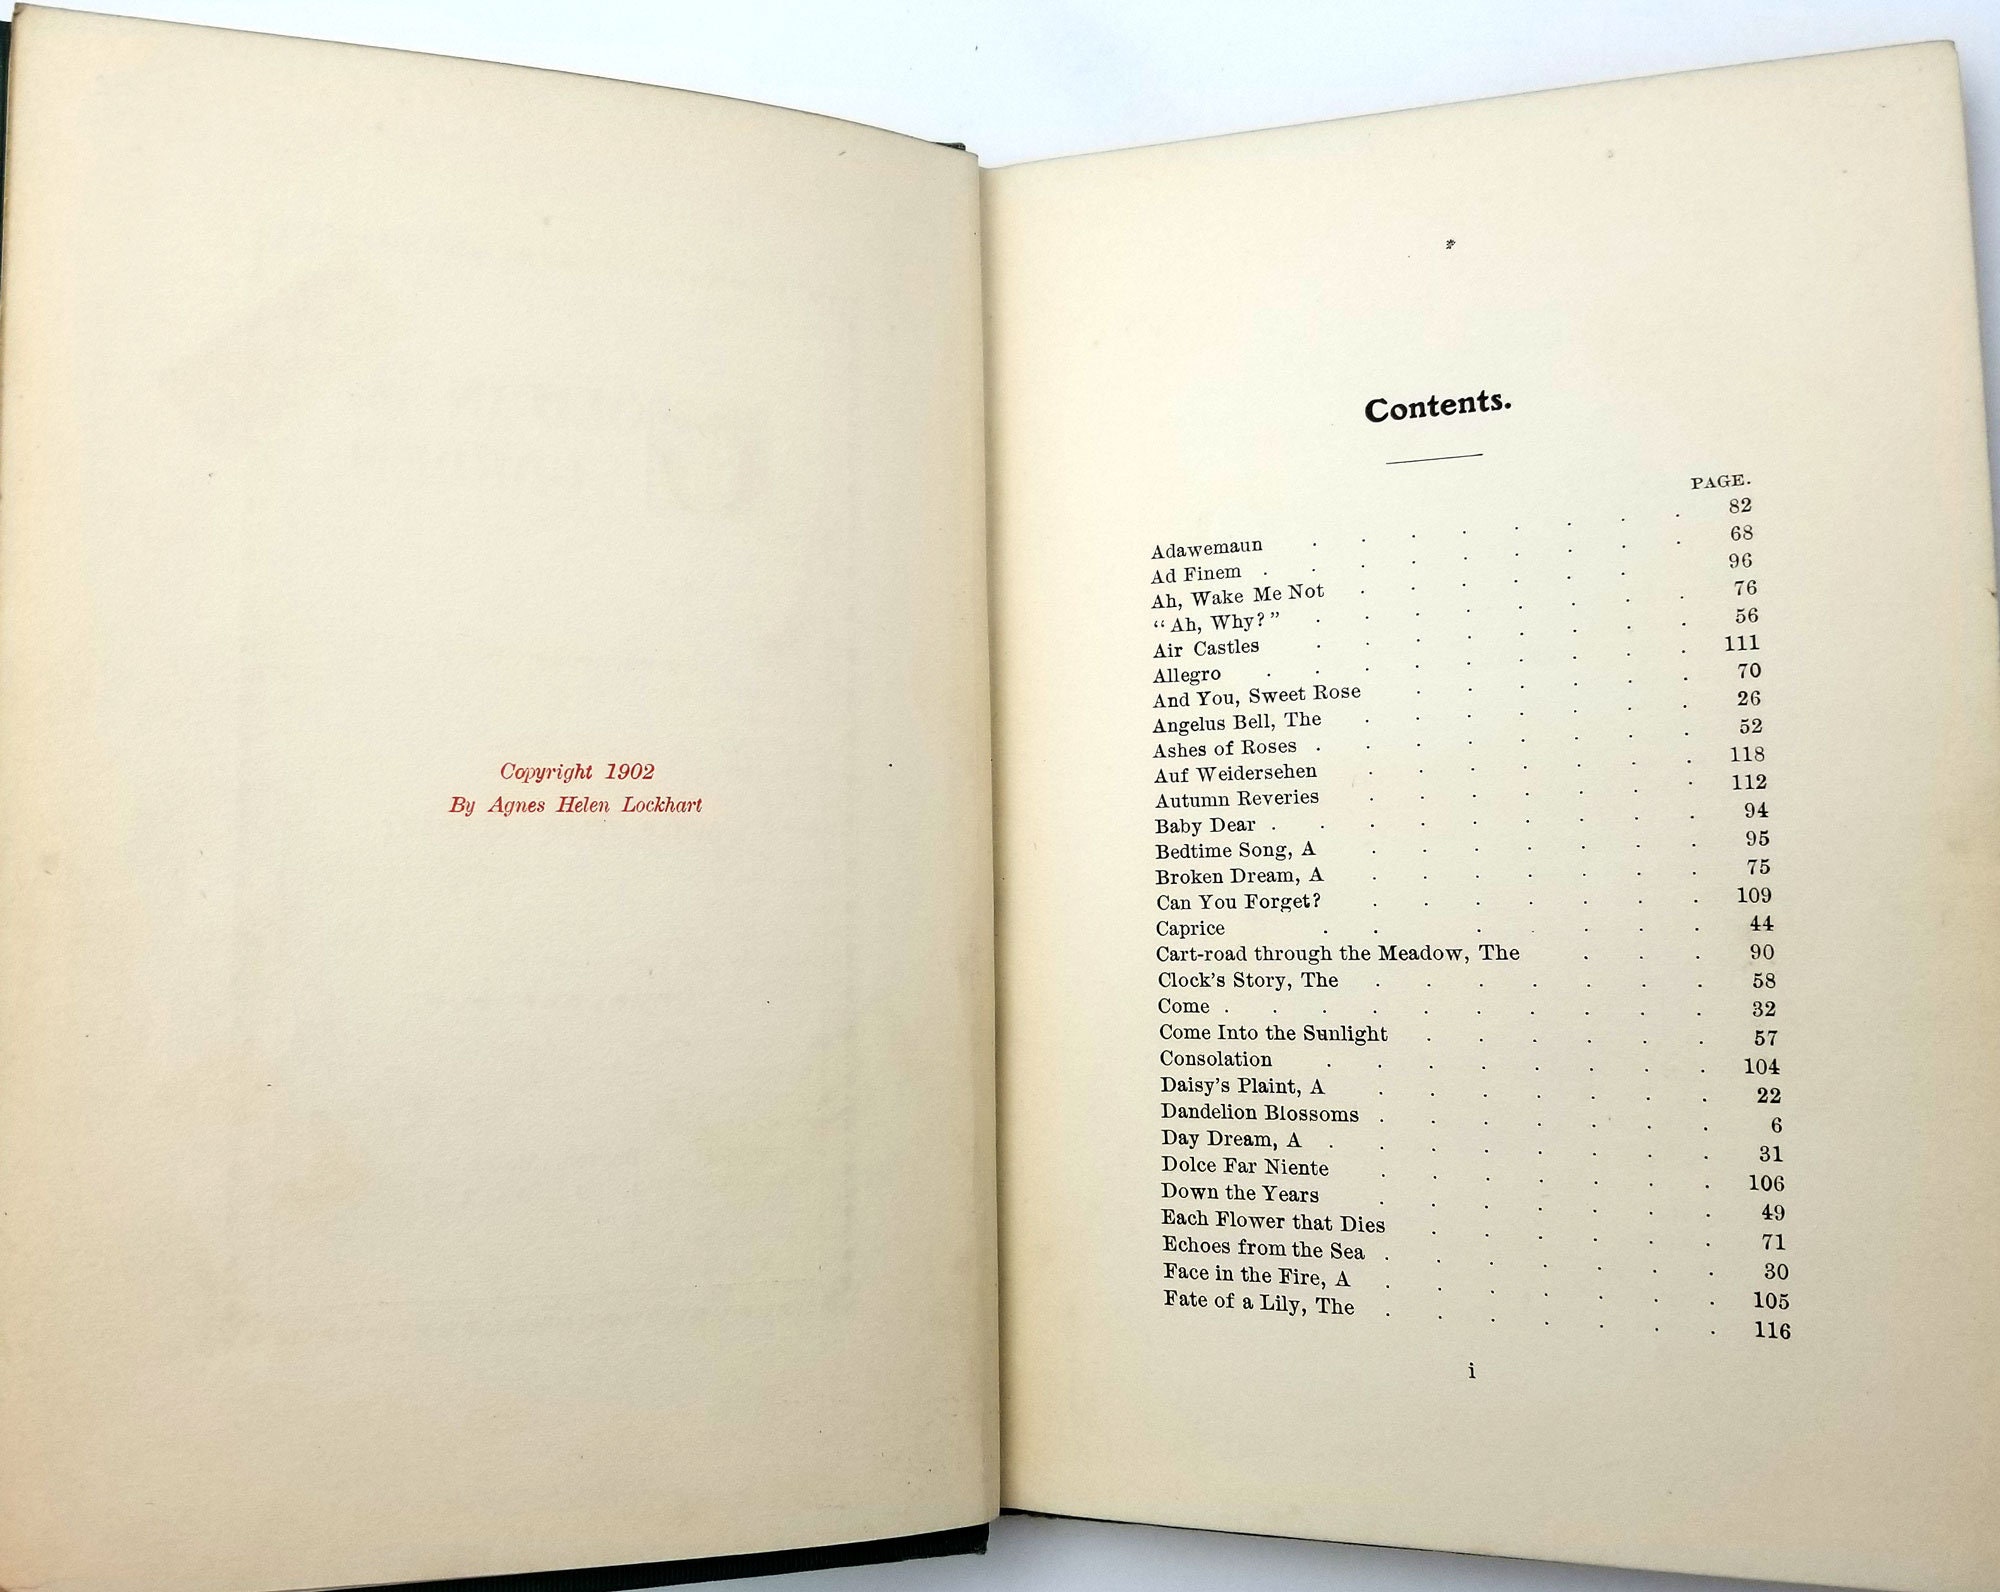 Copyright 1902
By Agnes Helen Lockhart
*
Contents.
PAGE.
Adawemaun . . . . . . . . 82
Ad Finem . . . . . . . . . 68
Ah, Wake Me Not . . . . . . 96
"Ah, Why?" . . . . . . . . 76
Air Castles . . . . . . . . 56
Allegro . . . . . . . . . 111
And You, Sweet Rose . . . . . . 70
Angelus Bell, The . . . . . . . 26
Ashes of Roses . . . . . . . . 52
Auf Weidersehen . . . . . . . 118
Autumn Reveries . . . . . . . 112
Baby Dear . . . . . . . . . 94
Bedtime Song, A . . . . . . . 95
Broken Dream, A . . . . . . . 75
Can You Forget? . . . . . . . 109
Caprice . . . . . . . 44
Cart-road through the Meadow, The . . . 90
Clock's Story, The . . . . . . . 58
Come . . . . . . . . . . 32
Come Into the Sunlight . . . . . . 57
Consolation . . . . . . . . 104
Daisy's Plaint, A . . . . . . . 22
Dandelion Blossoms . . . . . . . 6
Day Dream, A . . . . . . . . 31
Dolce Far Niente . . . . . . . 106
Down the Years . . . . . . . 49
Each Flower that Dies . . . . . . 71
Echoes from the Sea . . . . . . . 30
Face in the Fire, A . . . . . . . 105
Fate of a Lily, The . . . . . . . 116
i